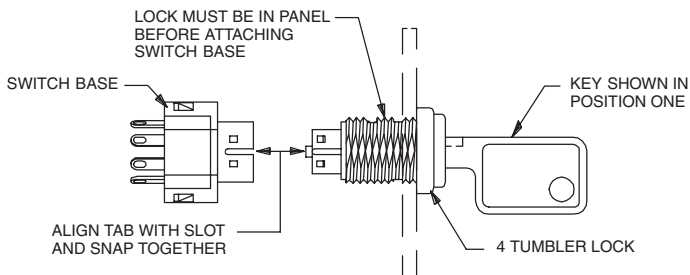 LOCK MUST BE IN PANEL
BEFORE ATTACHING
SWITCH BASE
SWITCH BASE
KEY SHOWN IN
POSITION ONE
ALIGN TAB WITH SLOT
AND SNAP TOGETHER
4 TUMBLER LOCK